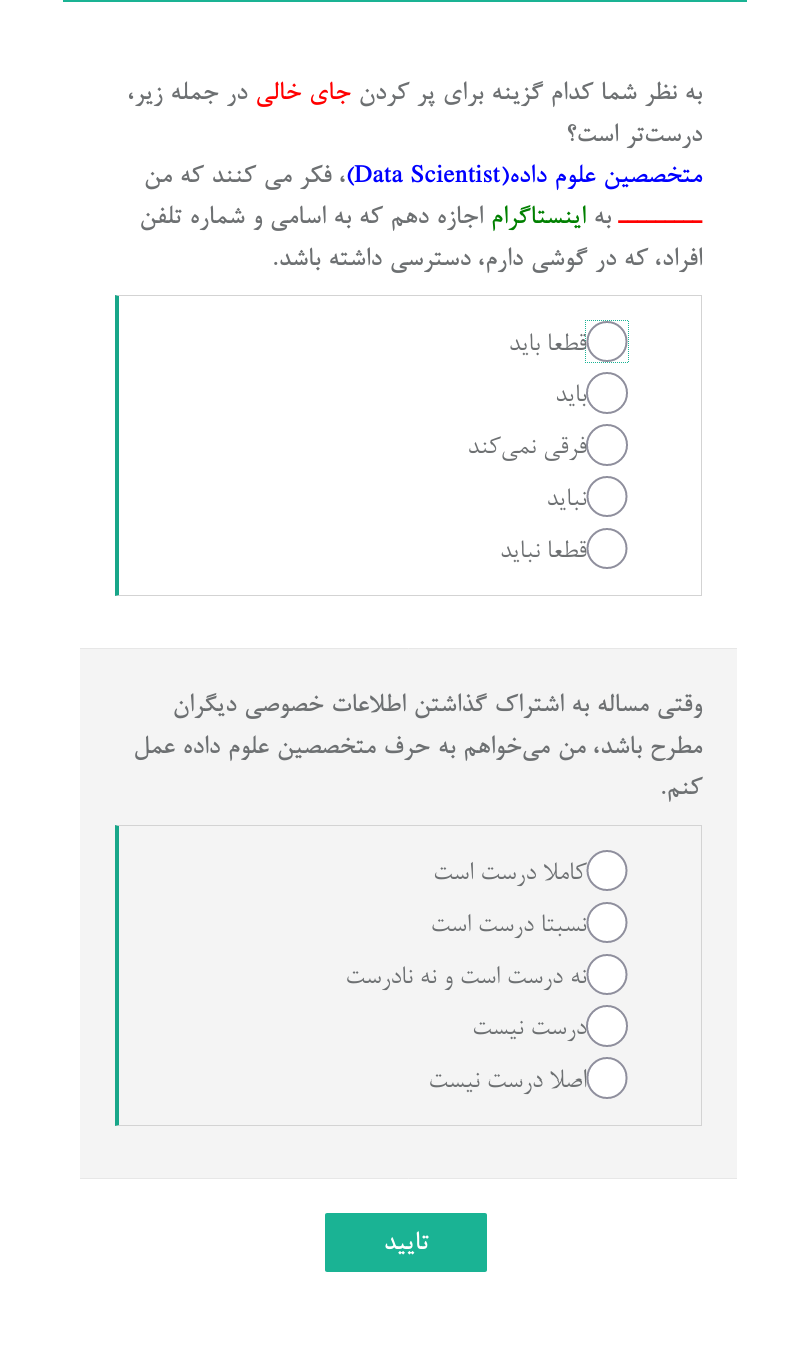 به نظر شما کدام گزینه برای پر کردن جای خالی در جمله زیر،
درست‌تر است؟
متخصصین علوم داده(Data Scientist)، فکر می کنند که من
ــــــــــــ به اینستاگرام اجازه دهم که به اسامی و شماره تلفن
افراد، که در گوشی دارم، دسترسی داشته باشد.
قطعا باید
باید
فرقی نمی‌کند
نباید
قطعا نباید
وقتی مساله به اشتراک گذاشتن اطلاعات خصوصی دیگران
مطرح باشد، من می‌خواهم به حرف متخصصین علوم داده عمل
کنم.
کاملا درست است
نسبتا درست است
نه درست است و نه نادرست
درست نیست
اصلا درست نیست
تایید